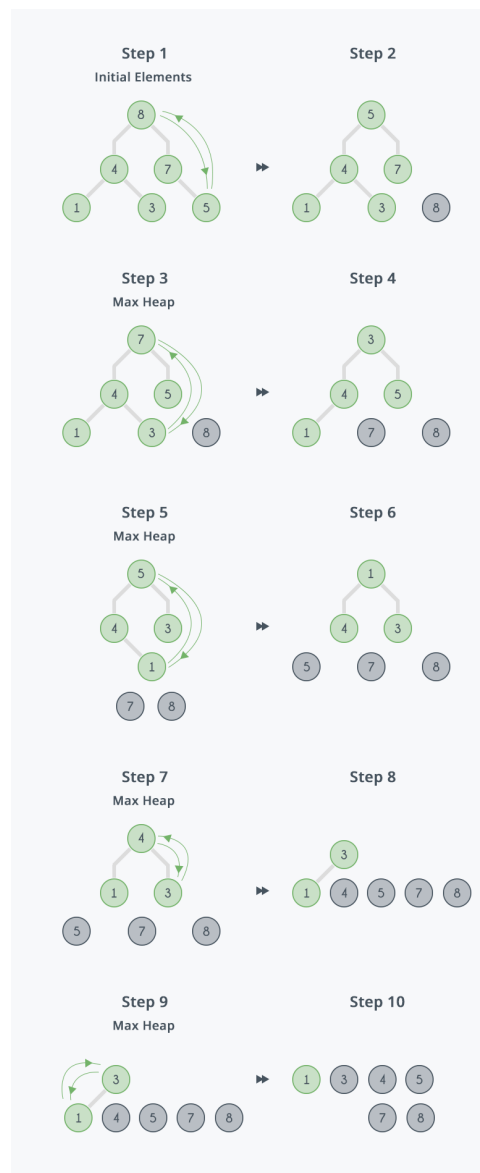 Step 1
Initial Elements
8
4 7
1 3 5
Step 2
5
4 7
1 3 8
Step 3
Max Heap
7
4 5
1 3 8
Step 4
3
4 5
1 7 8
Step 5
Max Heap
5
4 3
1
7 8
Step 6
1
4 3
5 7 8
Step 7
Max Heap
4
1 3
5 7 8
Step 8
3
1 4 5 7 8
Step 9
Max Heap
3
1 4 5 7 8
Step 10
1 3 4 5
7 8